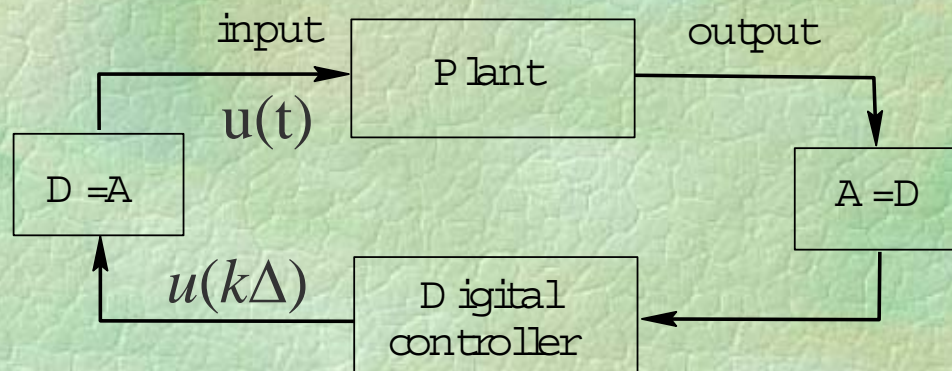 input
Plant
output
u(t)
D=A
A=D
u(kΔ)
Digital
controller